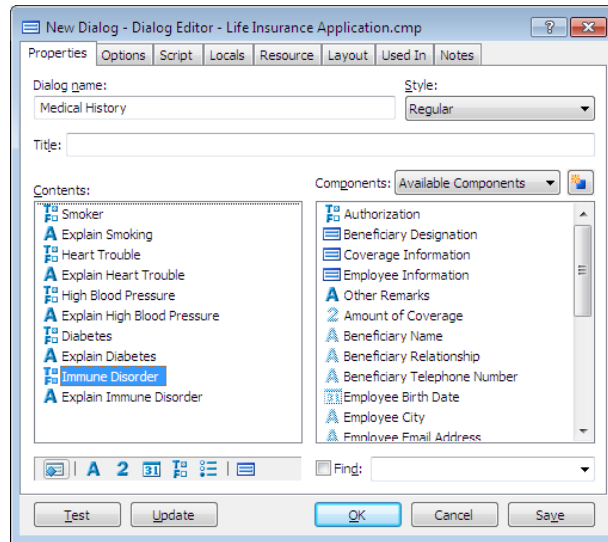 New Dialog - Dialog Editor - Life Insurance Application.cmp
Properties Options Script Locals Resource Layout Used In Notes
Dialog name: Style:
Medical History Regular
Title:
Contents: Components: Available Components
Smoker
Explain Smoking
Heart Trouble
Explain Heart Trouble
High Blood Pressure
Explain High Blood Pressure
Diabetes
Explain Diabetes
Immune Disorder
Explain Immune Disorder
Authorization
Beneficiary Designation
Coverage Information
Employee Information
Other Remarks
Amount of Coverage
Beneficiary Name
Beneficiary Relationship
Beneficiary Telephone Number
Employee Birth Date
Employee City
Employee Email Address
Find:
Test Update OK Cancel Save